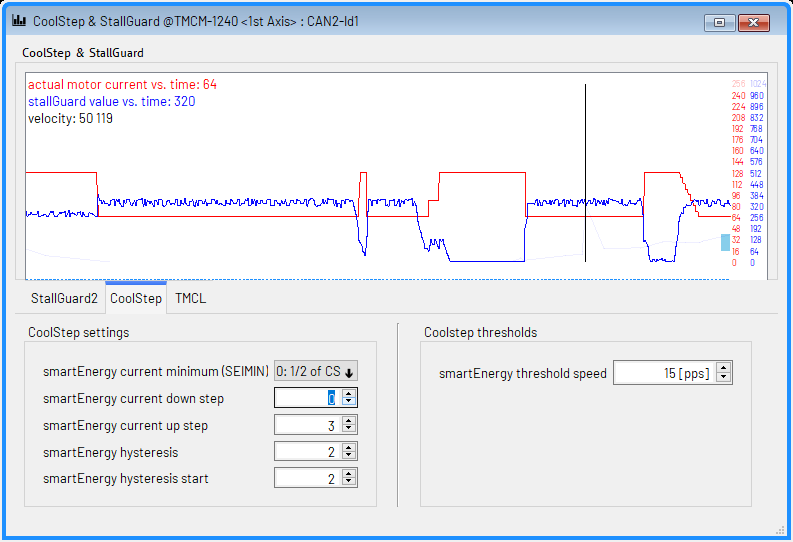 CoolStep & StallGuard @TMCM-1240 <1st Axis> : CAN2-Id1
CoolStep & StallGuard
actual motor current vs. time: 64
stallGuard value vs. time: 320
velocity: 50 119
256 1024
240 960
224 896
208 832
192 768
176 704
160 640
144 576
128 512
112 448
96 384
80 320
64 256
48 192
32 128
16 64
0 0
StallGuard2 CoolStep TMCL
CoolStep settings
smartEnergy current minimum (SEIMIN) 0: 1/2 of CS
smartEnergy current down step 0
smartEnergy current up step 3
smartEnergy hysteresis 2
smartEnergy hysteresis start 2
Coolstep thresholds
smartEnergy threshold speed 15 [pps]